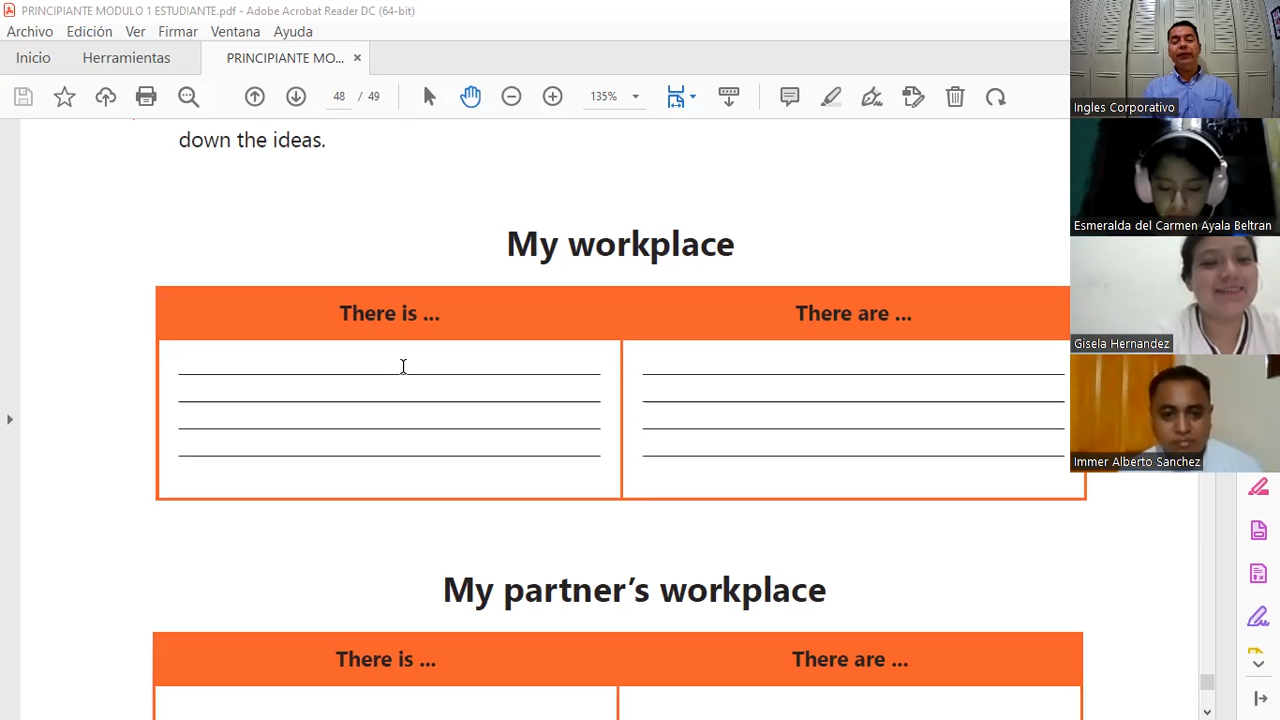 PRINCIPIANTE MODULO 1 ESTUDIANTE.pdf - Adobe Acrobat Reader DC (64-bit)
Archivo Edición Ver Firmar Ventana Ayuda
Inicio Herramientas PRINCIPIANTE MO... ×
48 / 49 135%
down the ideas.
My workplace
There is ... There are ...
My partner's workplace
There is ... There are ...
Ingles Corporativo
Esmeralda del Carmen Ayala Beltran
Gisela Hernandez
Immer Alberto Sanchez